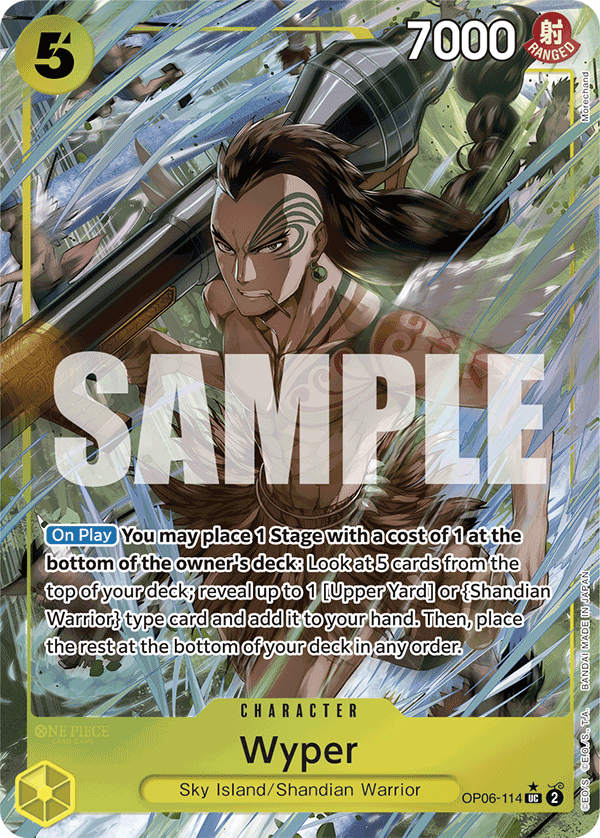 5
7000
射
RANGED
Morechand
SAMPLE
On Play You may place 1 Stage with a cost of 1 at the
bottom of the owner's deck: Look at 5 cards from the
top of your deck; reveal up to 1 [Upper Yard] or {Shandian
Warrior} type card and add it to your hand. Then, place
the rest at the bottom of your deck in any order.
©E.O./S. ©E.O./S., T.A. BANDAI MADE IN JAPAN
CHARACTER
ONE PIECE
CARD GAME
Wyper
Sky Island/Shandian Warrior
OP06-114 ★ UC 2